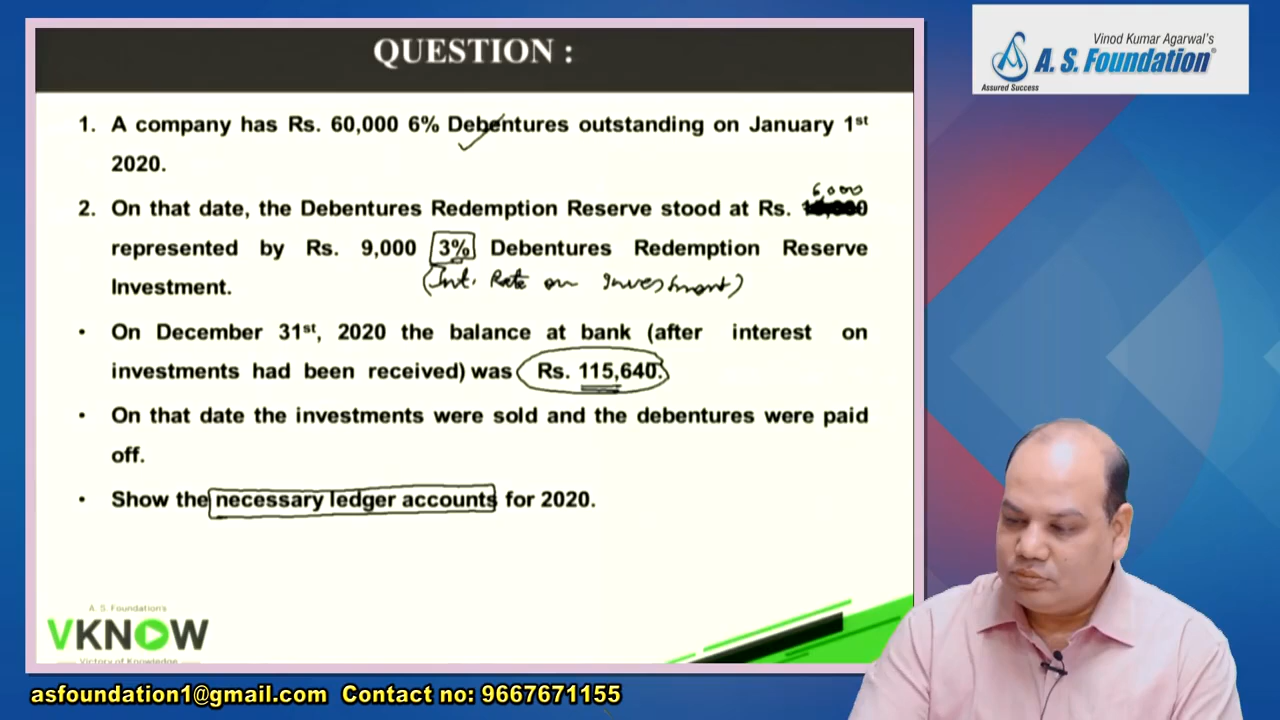 QUESTION :
Vinod Kumar Agarwal's
A. S. Foundation®
Assured Success
1. A company has Rs. 60,000 6% Debentures outstanding on January 1st
2020.
6,000
2. On that date, the Debentures Redemption Reserve stood at Rs.
represented by Rs. 9,000 3% Debentures Redemption Reserve
Investment. (Int. Rate on Investment)
• On December 31st, 2020 the balance at bank (after interest on
investments had been received) was Rs. 115,640.
• On that date the investments were sold and the debentures were paid
off.
• Show the necessary ledger accounts for 2020.
A. S. Foundation's
VKNOW
Victory of Knowledge
asfoundation1@gmail.com Contact no: 9667671155